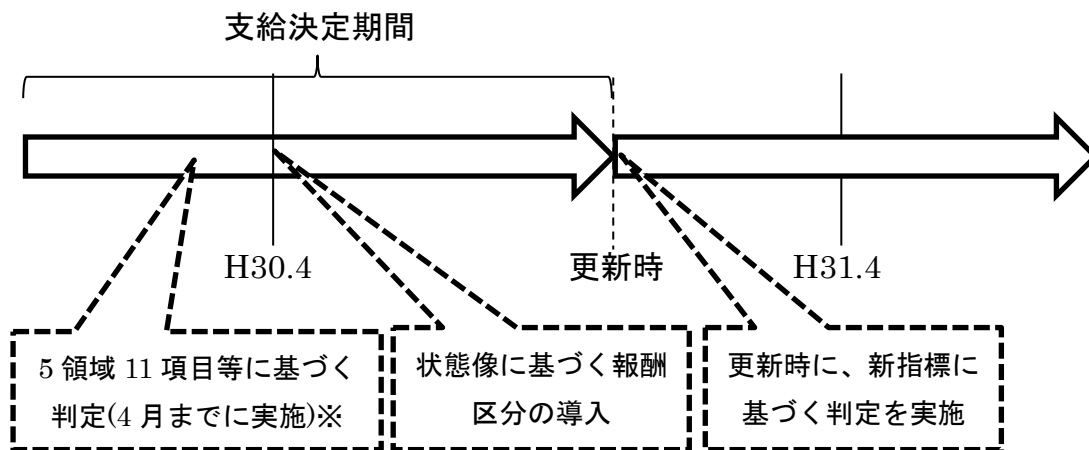 支給決定期間
H30.4
更新時
H31.4
5 領域 11 項目等に基づく
判定(4 月までに実施)※
状態像に基づく報酬
区分の導入
更新時に、新指標に
基づく判定を実施